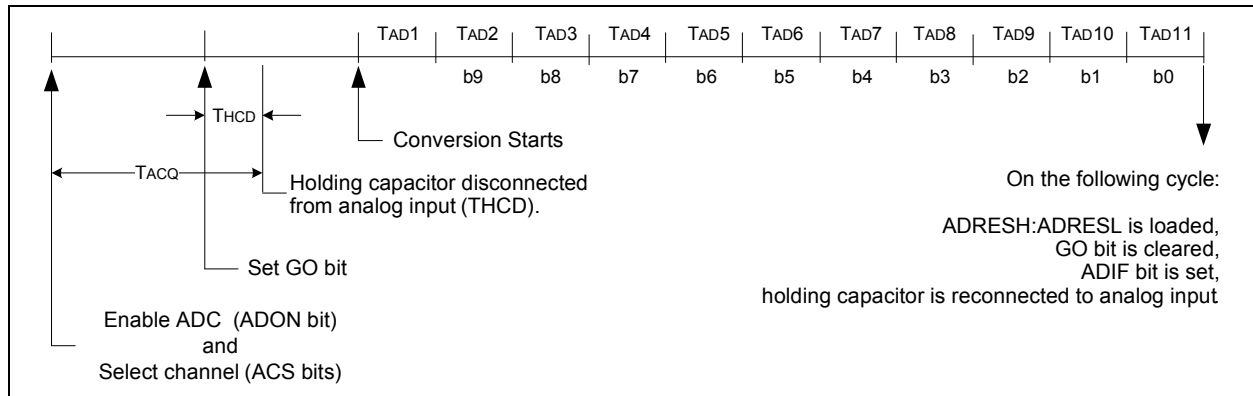 TAD1 TAD2 TAD3 TAD4 TAD5 TAD6 TAD7 TAD8 TAD9 TAD10 TAD11
b9 b8 b7 b6 b5 b4 b3 b2 b1 b0
THCD
Conversion Starts
TACQ
Holding capacitor disconnected
from analog input (THCD).
On the following cycle:
ADRESH:ADRESL is loaded,
GO bit is cleared,
ADIF bit is set,
holding capacitor is reconnected to analog input
Set GO bit
Enable ADC (ADON bit)
and
Select channel (ACS bits)